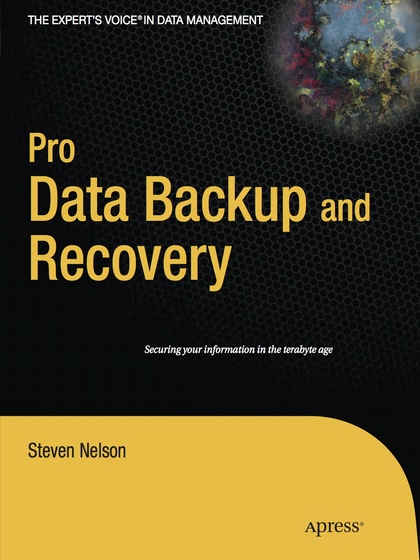 THE EXPERT'S VOICE® IN DATA MANAGEMENT
Pro
Data Backup and
Recovery
Securing your information in the terabyte age
Steven Nelson
Apress®